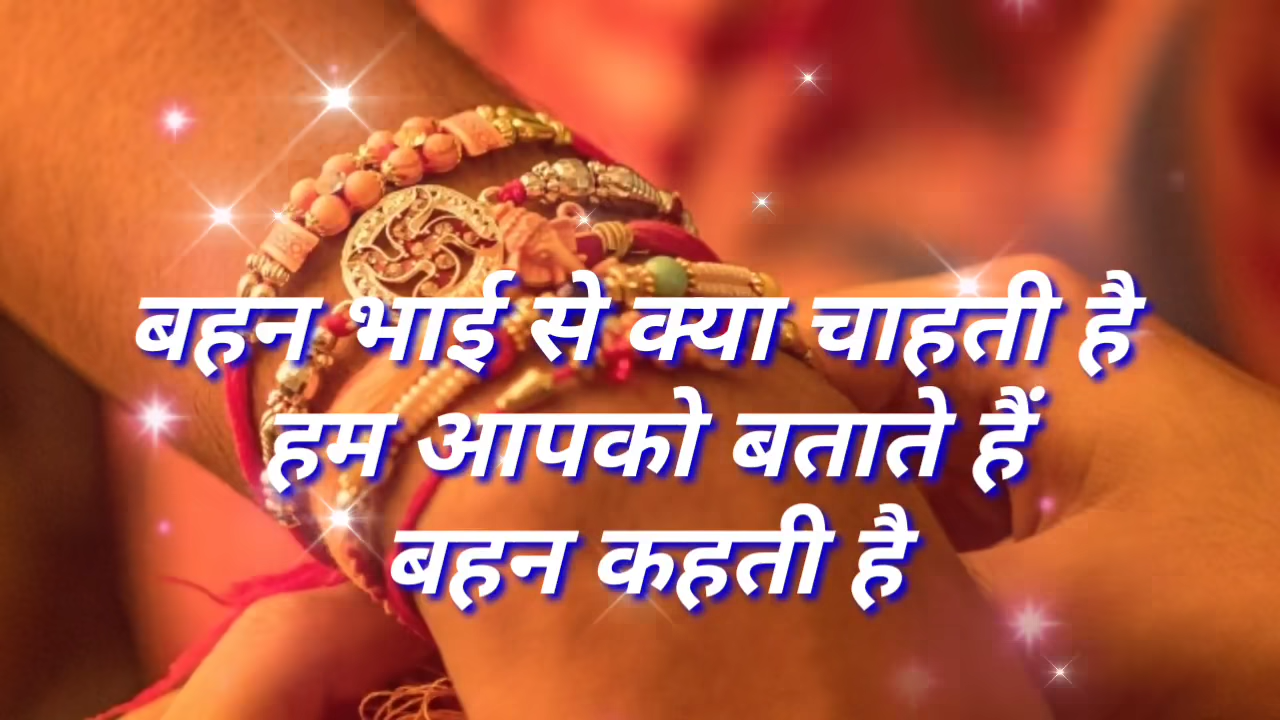 बहन भाई से क्या चाहती है
हम आपको बताते हैं
बहन कहती है